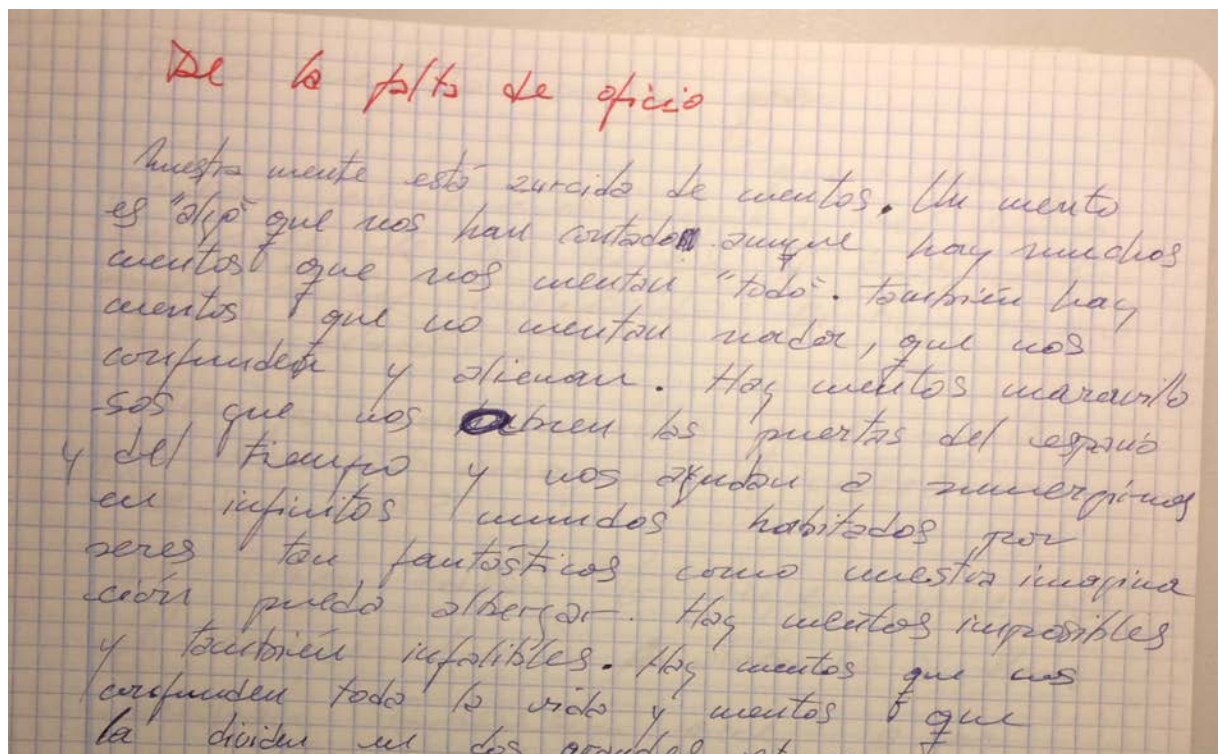 De la falta de oficio
Nuestra mente está zurcida de cuentos. Un cuento
es "algo" que nos han contado aunque hay muchos
cuentos que nos cuentan "todo". también hay
cuentos que no cuentan nada, que nos
confunden y alienan. Hay cuentos maravillo
sos que nos abren las puertas del espacio
y del tiempo y nos ayudan a sumergirnos
en infinitos mundos habitados por
seres tan fantásticos como nuestra imagina
ción pueda albergar. Hay cuentos imposibles
y también infalibles. Hay cuentos que nos
confunden toda la vida y cuentos que
la dividen en dos grandes